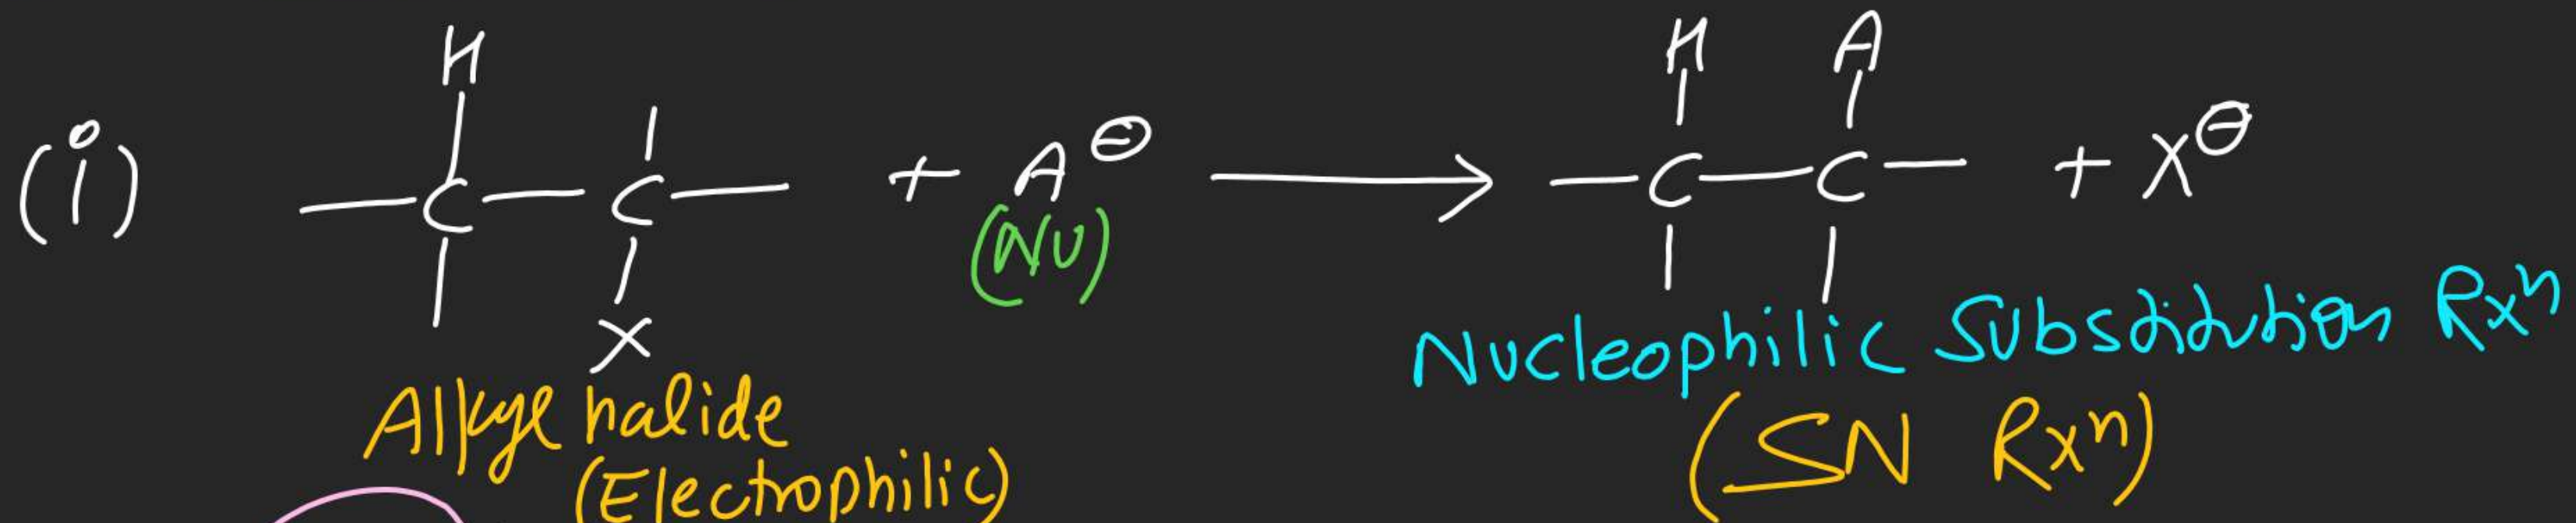 H H A
(i) — C — C — + A⊖ ⟶ — C — C — + X⊖
(NU)
X
Nucleophilic Substitution Rxⁿ
Alkyl halide
(SN Rxⁿ)
(Electrophilic)